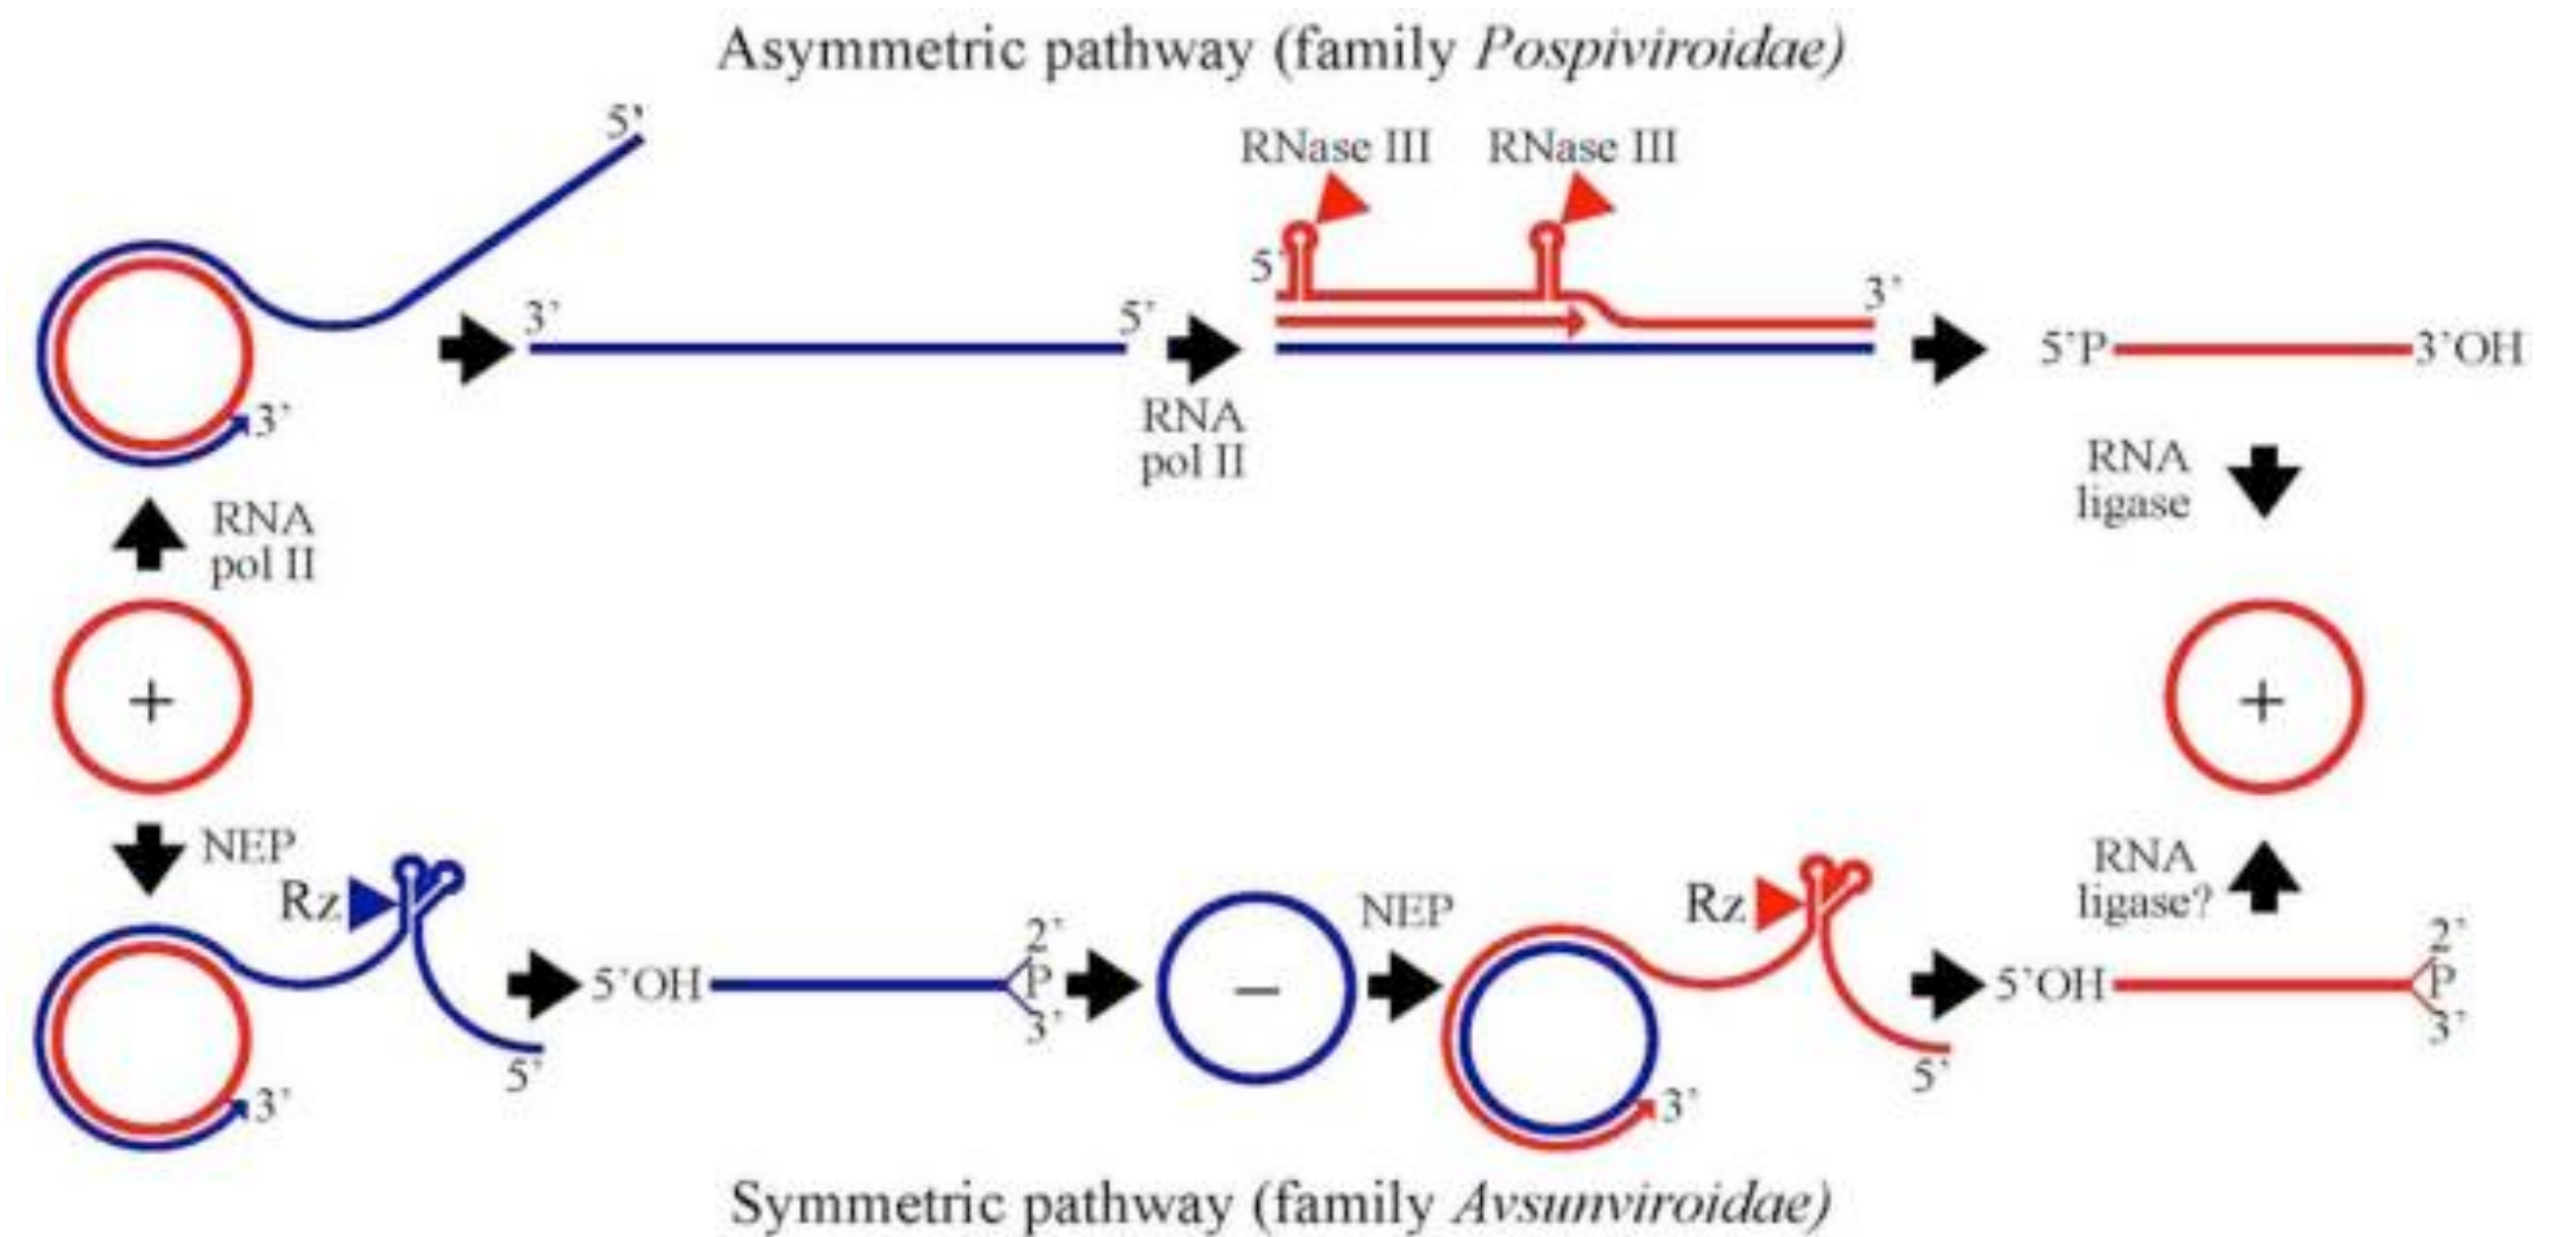 Asymmetric pathway (family Pospiviroidae)
5'
RNase III RNase III
5' 3'
3' 5'
5'P 3'OH
3'
RNA
pol II
RNA
ligase
RNA
pol II
+
+
NEP
Rz
NEP
Rz
RNA
ligase?
5'OH
2'
P
3'
−
5'OH
2'
P
3'
5'
3'
5'
3'
Symmetric pathway (family Avsunviroidae)